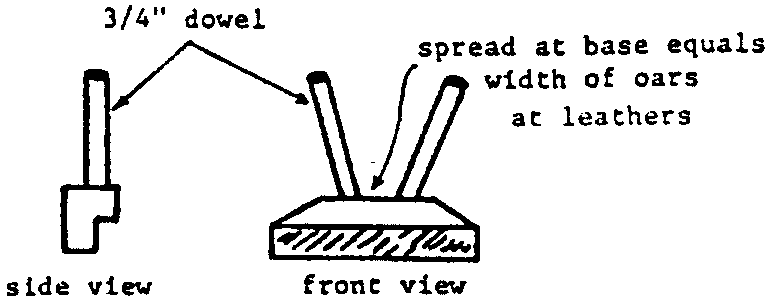 3/4" dowel
spread at base equals
width of oars
at leathers
side view
front view